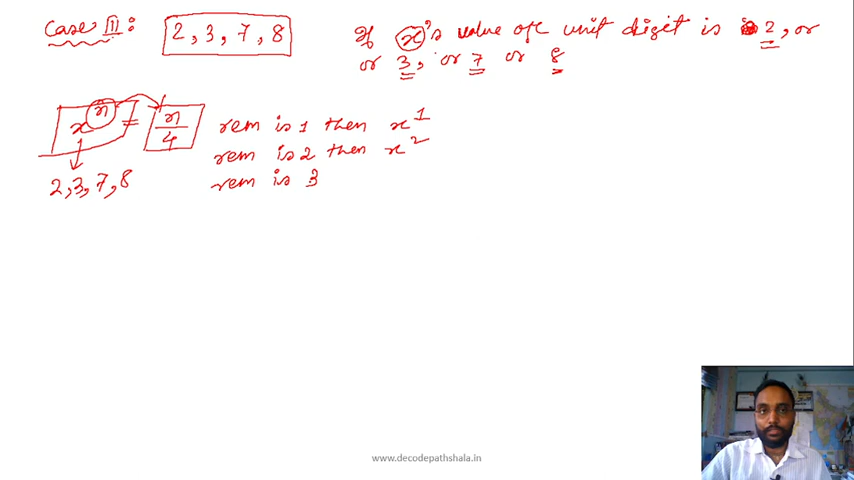 Case III: 2, 3, 7, 8
If x's value of unit digit is 2, or
or 3, or 7 or 8
x^n = n/4 rem is 1 then x^1
rem is 2 then x^2
2, 3, 7, 8 rem is 3
www.decodepathshala.in